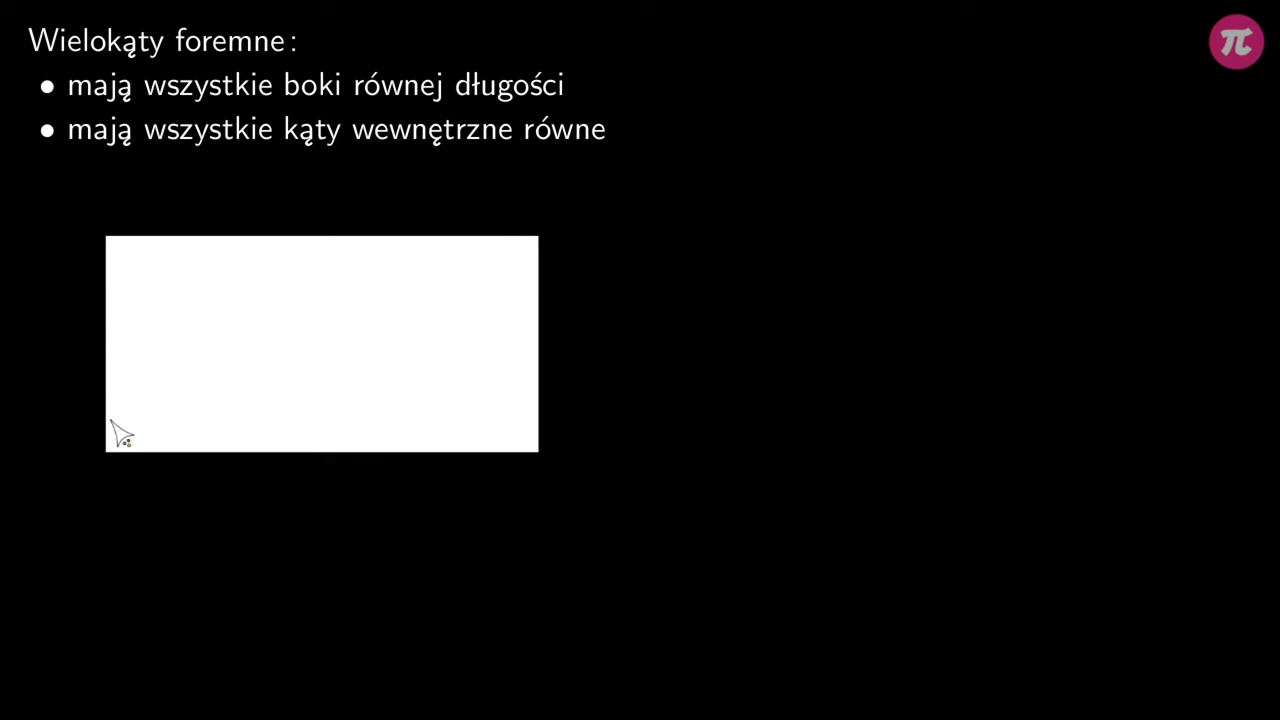 Wielokąty foremne:
• mają wszystkie boki równej długości
• mają wszystkie kąty wewnętrzne równe
π